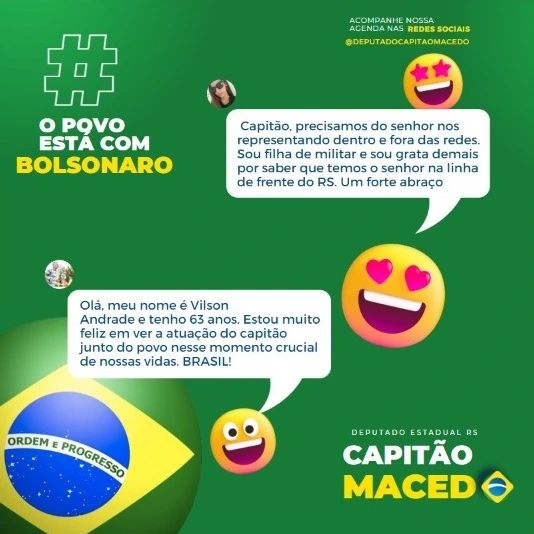 ACOMPANHE NOSSA
AGENDA NAS REDES SOCIAIS
@DEPUTADOCAPITAOMACEDO
#
O POVO
ESTÁ COM
BOLSONARO
Capitão, precisamos do senhor nos
representando dentro e fora das redes.
Sou filha de militar e sou grata demais
por saber que temos o senhor na linha
de frente do RS. Um forte abraço
Olá, meu nome é Vilson
Andrade e tenho 63 anos. Estou muito
feliz em ver a atuação do capitão
junto do povo nesse momento crucial
de nossas vidas. BRASIL!
ORDEM E PROGRESSO
DEPUTADO ESTADUAL RS
CAPITÃO
MACEDO